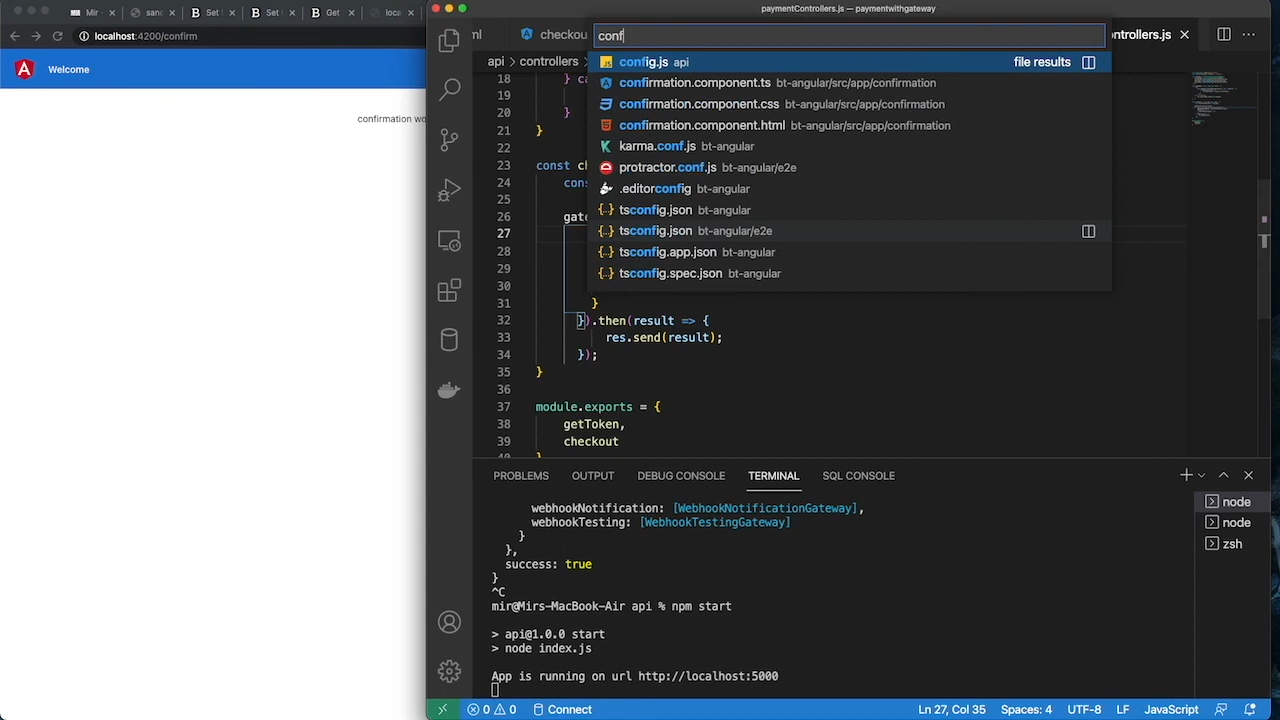 Mir -
sanc
Set
Set
Get
loca
localhost:4200/confirm
Welcome
confirmation wo
paymentControllers.js — paymentwithgateway
ml
checkou
ntrollers.js
conf
config.js api
file results
confirmation.component.ts bt-angular/src/app/confirmation
confirmation.component.css bt-angular/src/app/confirmation
confirmation.component.html bt-angular/src/app/confirmation
karma.conf.js bt-angular
protractor.conf.js bt-angular/e2e
.editorconfig bt-angular
tsconfig.json bt-angular
tsconfig.json bt-angular/e2e
tsconfig.app.json bt-angular
tsconfig.spec.json bt-angular
api > controllers >
18 } ca
19
20 }
21 }
22
23 const ch
24 cons
25
26 gate
27
28
29
30
31 }
32 }).then(result => {
33 res.send(result);
34 });
35 }
36
37 module.exports = {
38 getToken,
39 checkout
40 }
PROBLEMS OUTPUT DEBUG CONSOLE TERMINAL SQL CONSOLE
webhookNotification: [WebhookNotificationGateway],
webhookTesting: [WebhookTestingGateway]
}
},
success: true
}
^C
mir@Mirs-MacBook-Air api % npm start
> api@1.0.0 start
> node index.js
App is running on url http://localhost:5000
node
node
zsh
0 0 Connect
Ln 27, Col 35 Spaces: 4 UTF-8 LF JavaScript